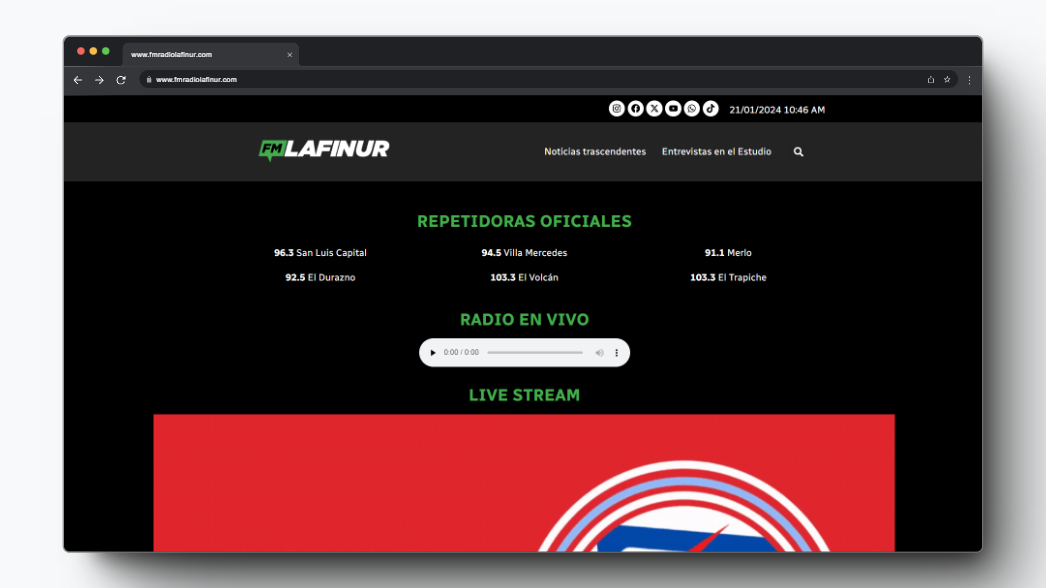 www.fmradiolafinur.com
www.fmradiolafinur.com
21/01/2024 10:46 AM
FM LAFINUR
Noticias trascendentes Entrevistas en el Estudio
REPETIDORAS OFICIALES
96.3 San Luis Capital 94.5 Villa Mercedes 91.1 Merlo
92.5 El Durazno 103.3 El Volcán 103.3 El Trapiche
RADIO EN VIVO
0:00 / 0:00
LIVE STREAM